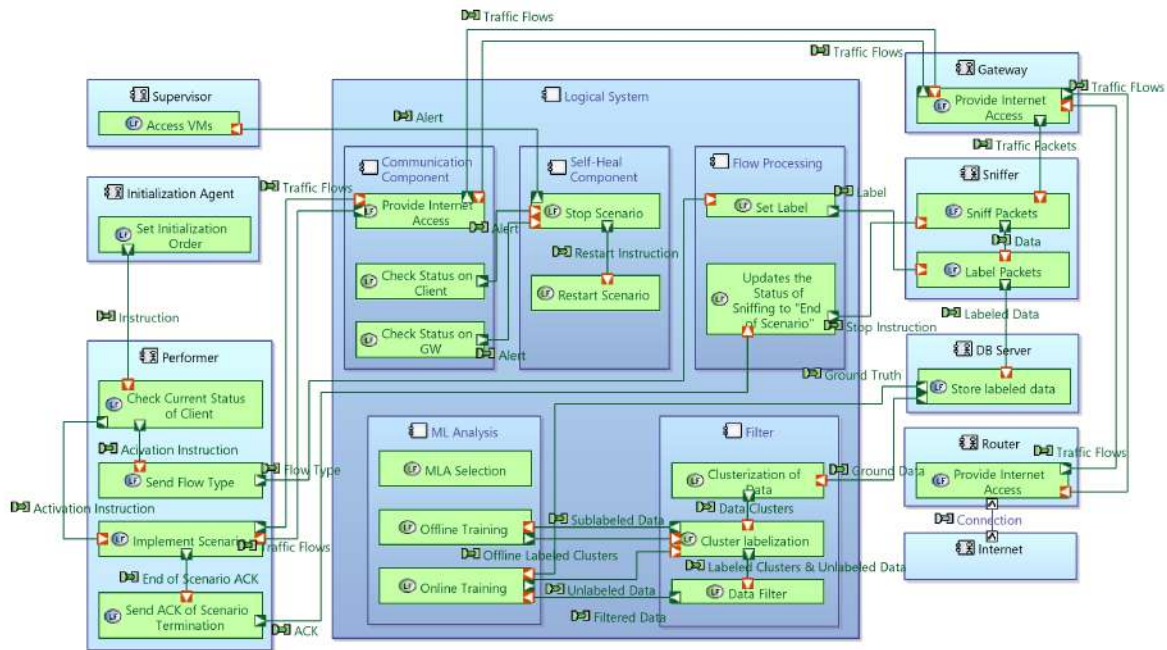 Traffic Flows
Traffic Flows
Gateway
Traffic FLows
Provide Internet
Access
Traffic Packets
Supervisor
Access VMs
Logical System
Alert
Communication
Component
Self-Heal
Component
Flow Processing
Sniffer
Initialization Agent
Set Initialization
Order
Traffic Flows
Provide Internet
Access
Alert
Stop Scenario
Restart Instruction
Restart Scenario
Check Status on
Client
Check Status on
GW
Alert
Label
Set Label
Updates the
Status of
Sniffing to "End
of Scenario"
Stop Instruction
Sniff Packets
Data
Label Packets
Labeled Data
Instruction
Performer
Check Current Status
of Client
Acivation Instruction
Send Flow Type
Flow Type
Activation Instruction
Implement Scenario
Traffic Flows
End of Scenario ACK
Send ACK of Scenario
Termination
ACK
Ground Truth
DB Server
Store labeled data
ML Analysis
MLA Selection
Offline Training
Online Training
Filter
Clusterization of
Data
Ground Data
Data Clusters
Sublabeled Data
Cluster labelization
Offline Labeled Clusters
Labeled Clusters & Unlabeled Data
Unlabeled Data
Data Filter
Filtered Data
Router
Traffic Flows
Provide Internet
Access
Connection
Internet